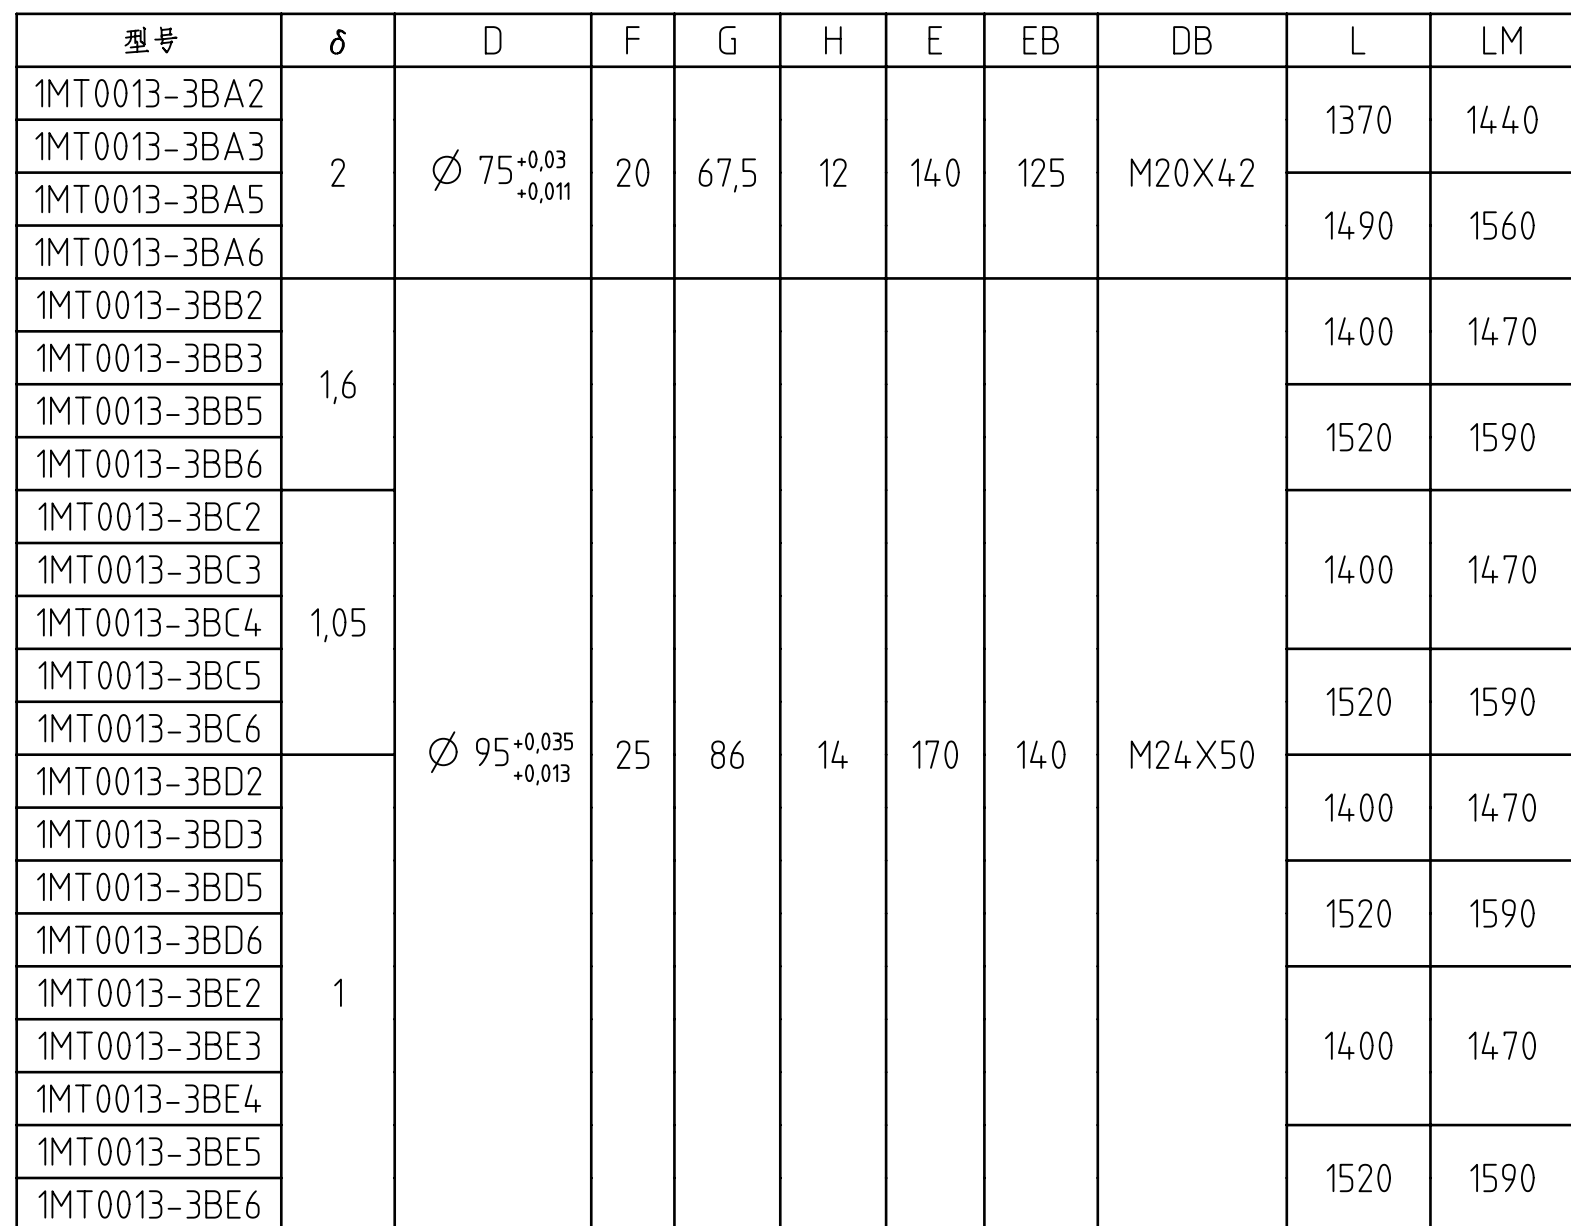 型号 δ D F G H E EB DB L LM
1MT0013-3BA2
1370 1440
1MT0013-3BA3
2 Ø 75 +0,03 +0,011 20 67,5 12 140 125 M20X42
1MT0013-3BA5
1490 1560
1MT0013-3BA6
1MT0013-3BB2
1400 1470
1MT0013-3BB3
1,6
1MT0013-3BB5
1520 1590
1MT0013-3BB6
1MT0013-3BC2
1MT0013-3BC3 1400 1470
1MT0013-3BC4 1,05
1MT0013-3BC5
1520 1590
1MT0013-3BC6
Ø 95 +0,035 +0,013 25 86 14 170 140 M24X50
1MT0013-3BD2
1400 1470
1MT0013-3BD3
1MT0013-3BD5
1520 1590
1MT0013-3BD6
1MT0013-3BE2 1
1MT0013-3BE3 1400 1470
1MT0013-3BE4
1MT0013-3BE5
1520 1590
1MT0013-3BE6